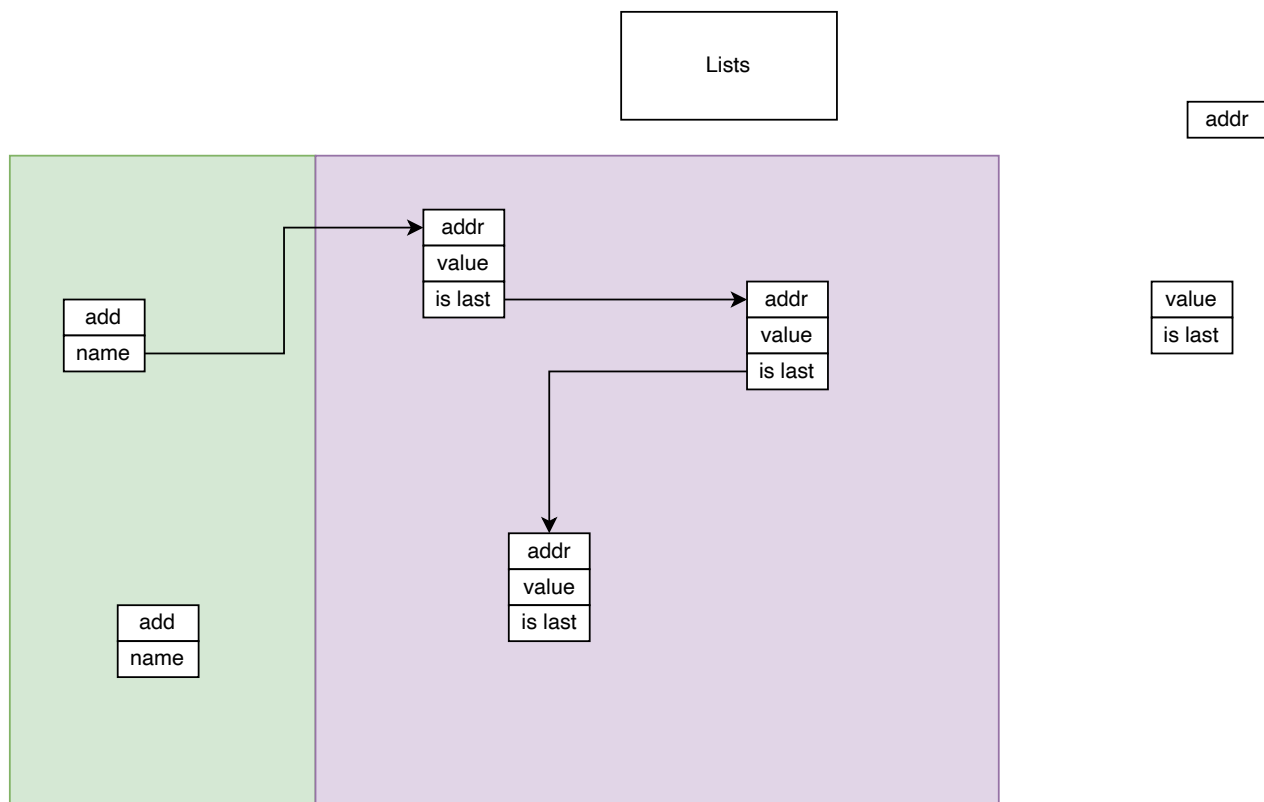 Lists
addr
addr
value
is last
add
name
addr
value
is last
value
is last
addr
value
is last
add
name